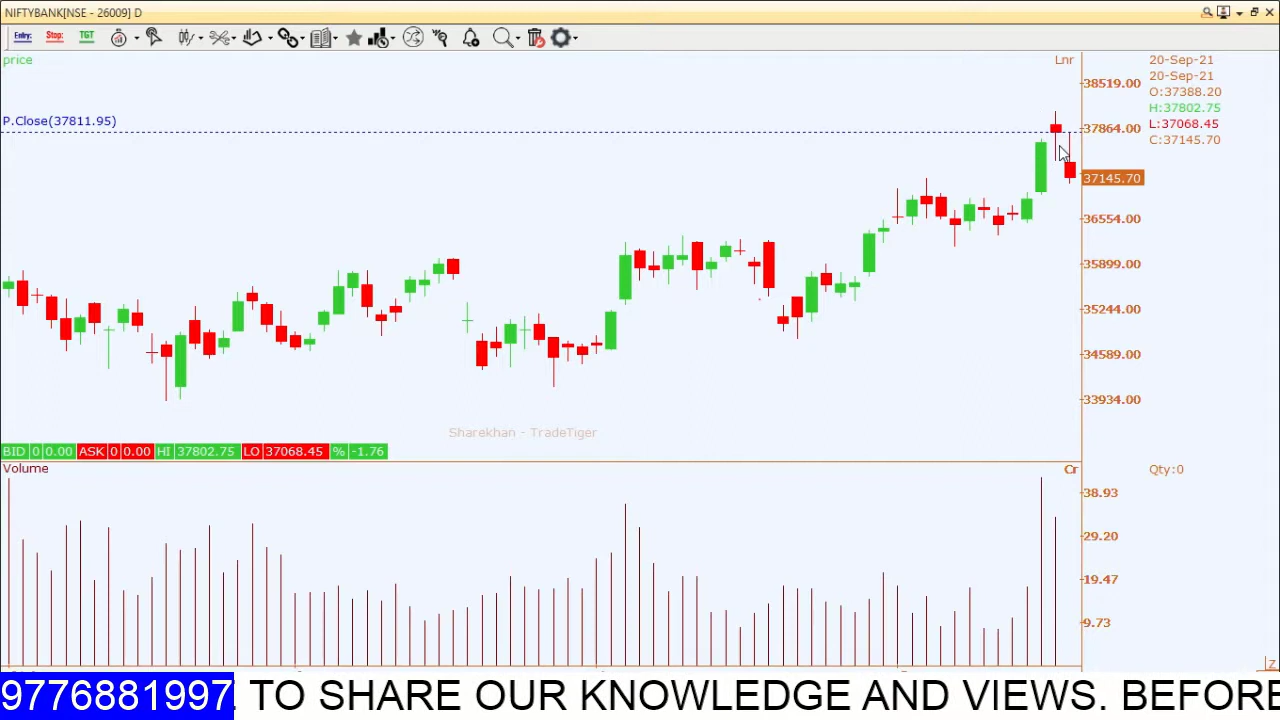 NIFTYBANK[NSE - 26009] D
Entry: Stop: TGT
price
Lnr
20-Sep-21
20-Sep-21
O:37388.20
H:37802.75
L:37068.45
C:37145.70
38519.00
P.Close(37811.95)
37864.00
37145.70
36554.00
35899.00
35244.00
34589.00
33934.00
Sharekhan - TradeTiger
BID 0 0.00 ASK 0 0.00 HI 37802.75 LO 37068.45 % -1.76
Volume
Cr
Qty:0
38.93
29.20
19.47
9.73
Z
9776881997. TO SHARE OUR KNOWLEDGE AND VIEWS. BEFORE